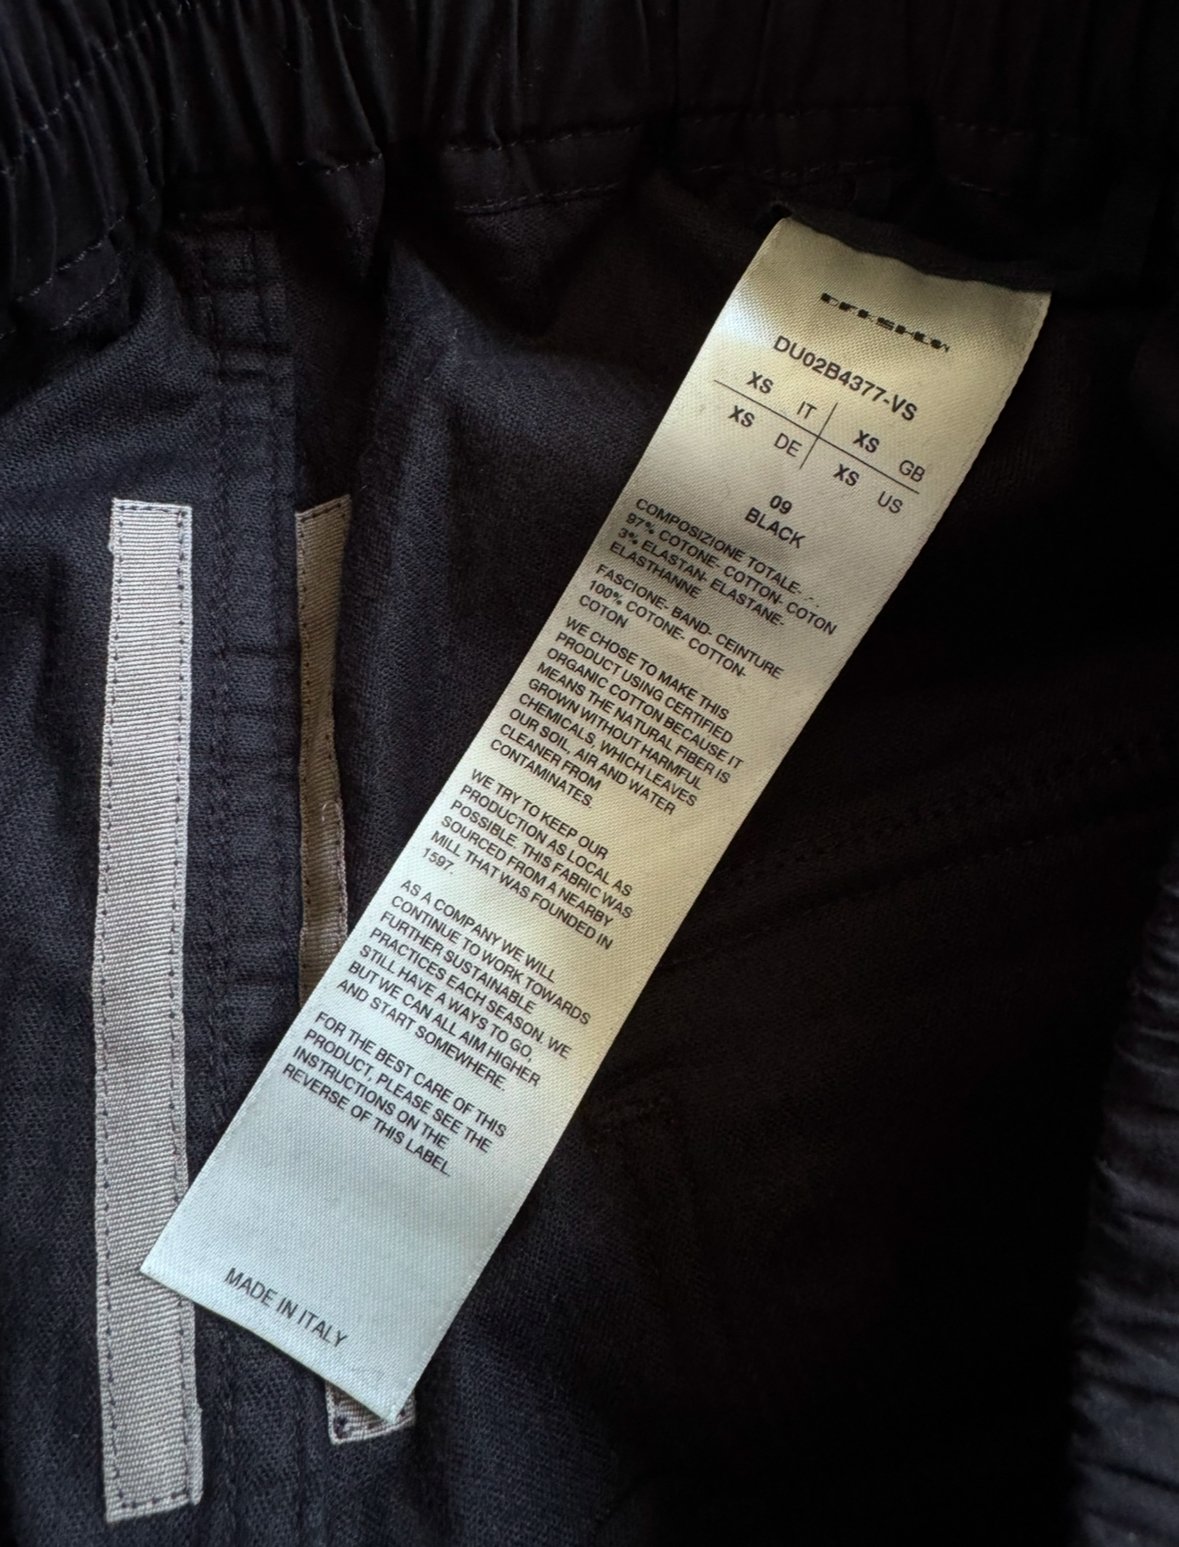 DRKSHDW
DU02B4377-VS
XS IT XS GB
XS DE XS US
09
BLACK
COMPOSIZIONE TOTALE- - -
97% COTONE- COTTON- COTON
3% ELASTAN- ELASTANE-
ELASTHANNE
FASCIONE- BAND- CEINTURE
100% COTONE- COTTON-
COTON
WE CHOSE TO MAKE THIS
PRODUCT USING CERTIFIED
ORGANIC COTTON BECAUSE IT
MEANS THE NATURAL FIBER IS
GROWN WITHOUT HARMFUL
CHEMICALS, WHICH LEAVES
OUR SOIL, AIR AND WATER
CLEANER FROM
CONTAMINATES.
WE TRY TO KEEP OUR
PRODUCTION AS LOCAL AS
POSSIBLE. THIS FABRIC WAS
SOURCED FROM A NEARBY
MILL THAT WAS FOUNDED IN
1597.
AS A COMPANY WE WILL
CONTINUE TO WORK TOWARDS
FURTHER SUSTAINABLE
PRACTICES EACH SEASON. WE
STILL HAVE A WAYS TO GO,
BUT WE CAN ALL AIM HIGHER
AND START SOMEWHERE.
FOR THE BEST CARE OF THIS
PRODUCT, PLEASE SEE THE
INSTRUCTIONS ON THE
REVERSE OF THIS LABEL.
MADE IN ITALY